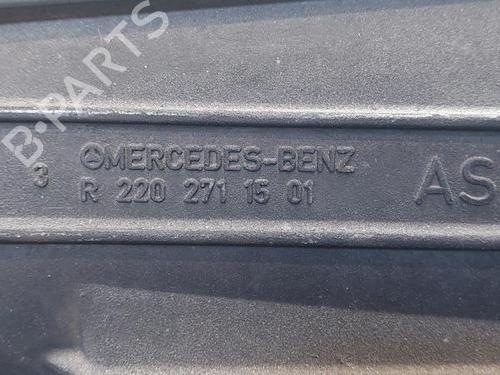 B-PARTS
MERCEDES-BENZ
3
R 220 271 15 01
AS